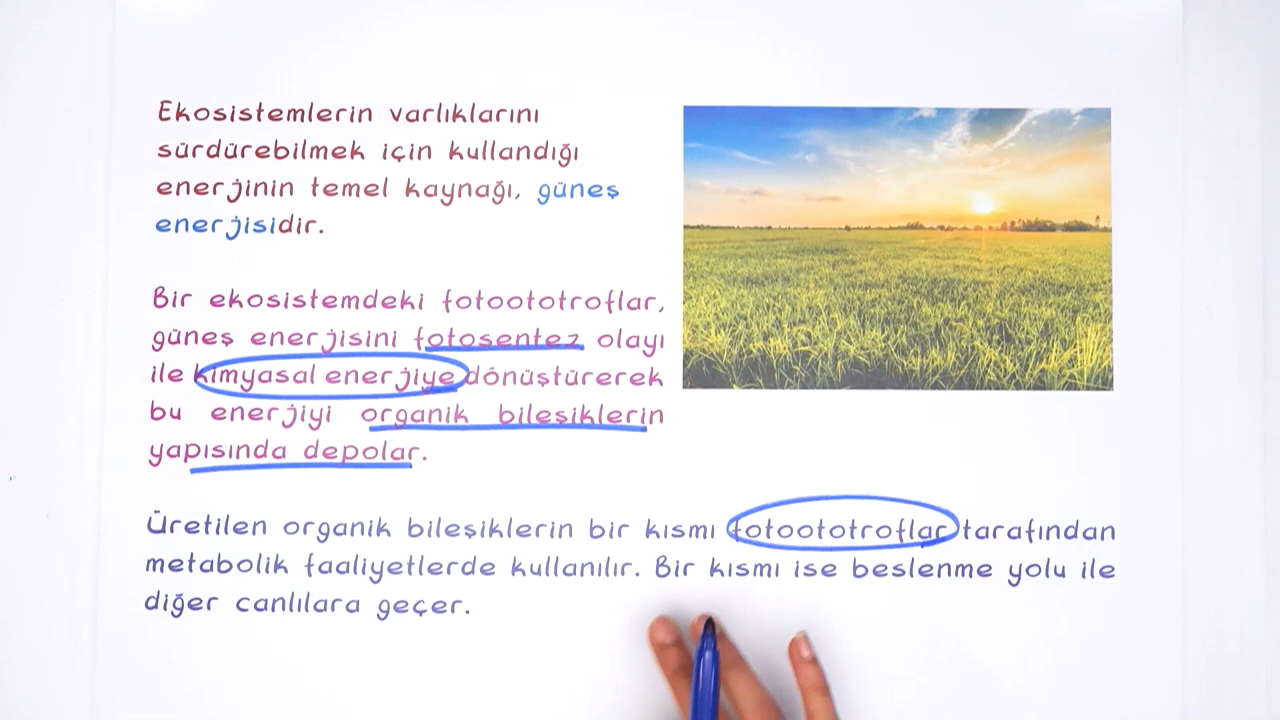 Ekosistemlerin varlıklarını
sürdürebilmek için kullandığı
enerjinin temel kaynağı, güneş
enerjisidir.
Bir ekosistemdeki fotoototroflar,
güneş enerjisini fotosentez olayı
ile kimyasal enerjiye dönüştürerek
bu enerjiyi organik bileşiklerin
yapısında depolar.
Üretilen organik bileşiklerin bir kısmı fotoototroflar tarafından
metabolik faaliyetlerde kullanılır. Bir kısmı ise beslenme yolu ile
diğer canlılara geçer.